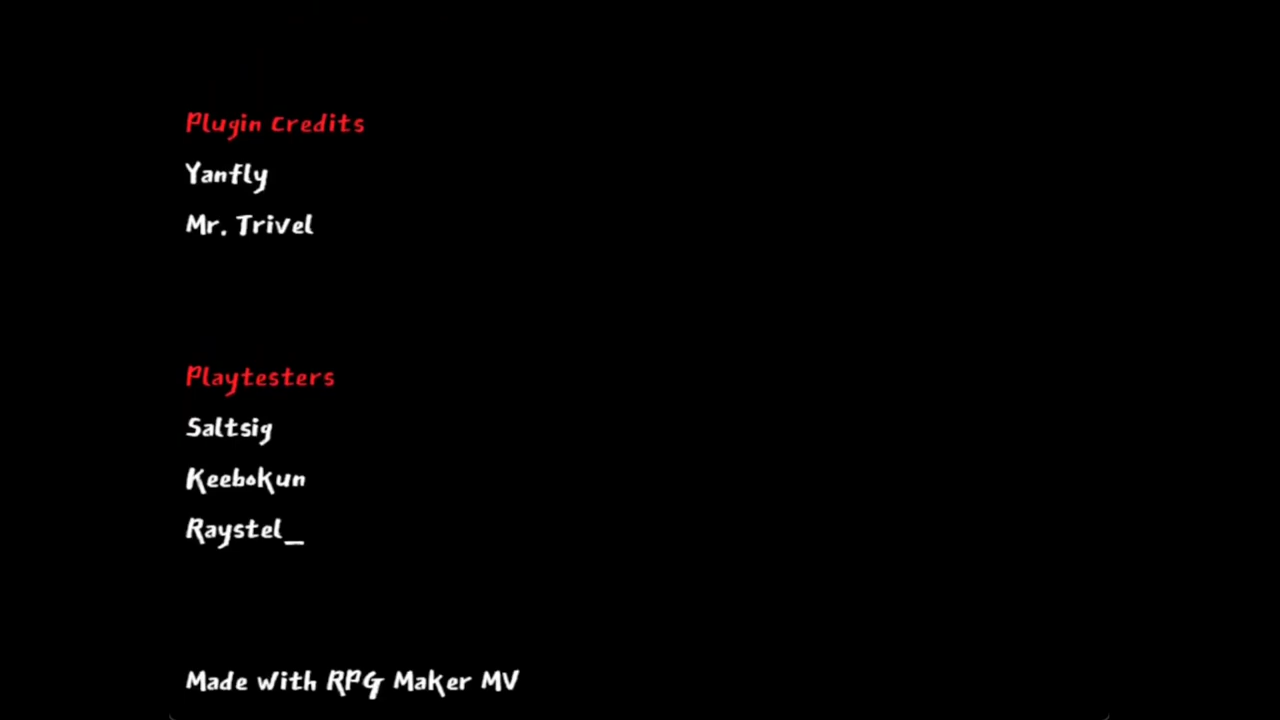 Plugin Credits
Yanfly
Mr. Trivel
Playtesters
Saltsig
Keebokun
Raystel_
Made with RPG Maker MV